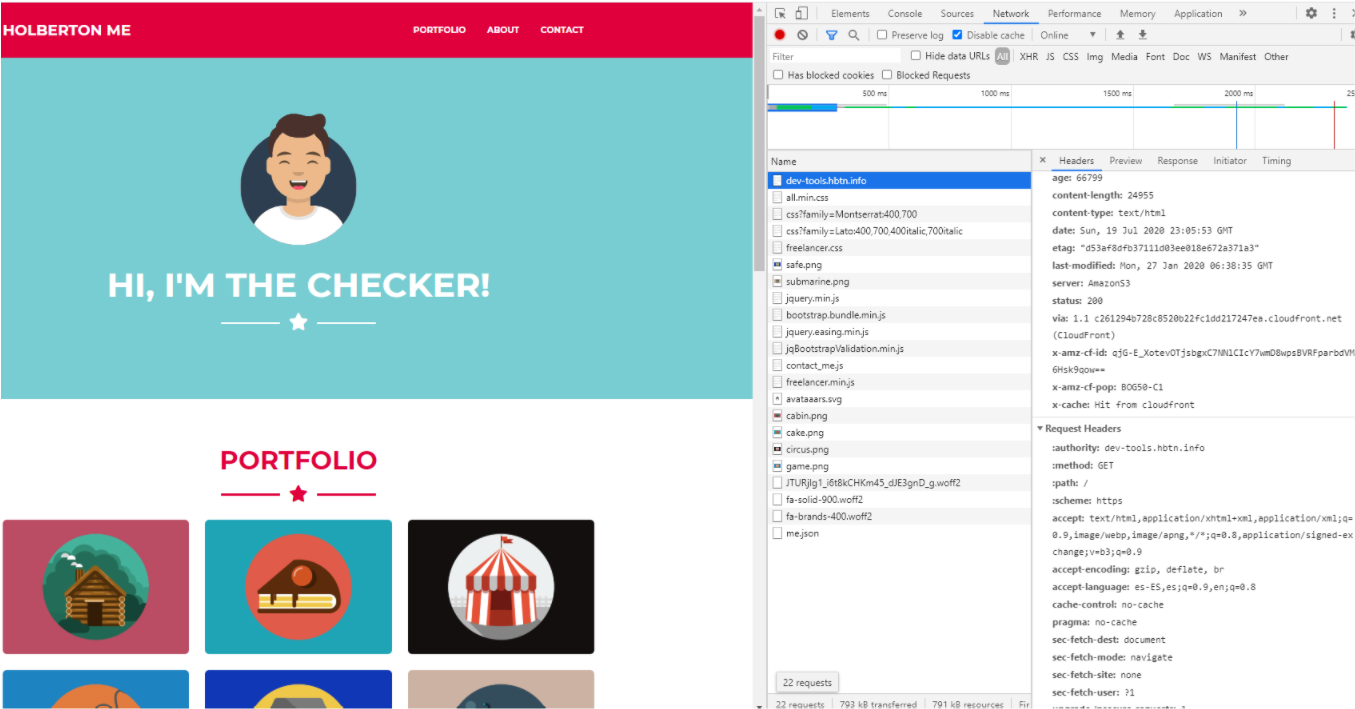 HOLBERTON ME
PORTFOLIO ABOUT CONTACT
HI, I'M THE CHECKER!
PORTFOLIO
Elements Console Sources Network Performance Memory Application »
Preserve log Disable cache Online
Filter Hide data URLs All XHR JS CSS Img Media Font Doc WS Manifest Other
Has blocked cookies Blocked Requests
500 ms 1000 ms 1500 ms 2000 ms 25
Name
dev-tools.hbtn.info
all.min.css
css?family=Montserrat:400,700
css?family=Lato:400,700,400italic,700italic
freelancer.css
safe.png
submarine.png
jquery.min.js
bootstrap.bundle.min.js
jquery.easing.min.js
jqBootstrapValidation.min.js
contact_me.js
freelancer.min.js
avataaars.svg
cabin.png
cake.png
circus.png
game.png
JTURjIg1_i6t8kCHKm45_dJE3gnD_g.woff2
fa-solid-900.woff2
fa-brands-400.woff2
me.json
22 requests
22 requests 793 kB transferred 791 kB resources Fir
× Headers Preview Response Initiator Timing
age: 66799
content-length: 24955
content-type: text/html
date: Sun, 19 Jul 2020 23:05:53 GMT
etag: "d53af8dfb37111d03ee018e672a371a3"
last-modified: Mon, 27 Jan 2020 06:38:35 GMT
server: AmazonS3
status: 200
via: 1.1 c261294b728c8520b22fc1dd217247ea.cloudfront.net
(CloudFront)
x-amz-cf-id: qjG-E_XotevOTjsbgxC7NN1CIcY7wmD8wpsBVRFparbdVM
6Hsk9qow==
x-amz-cf-pop: BOG50-C1
x-cache: Hit from cloudfront
Request Headers
:authority: dev-tools.hbtn.info
:method: GET
:path: /
:scheme: https
accept: text/html,application/xhtml+xml,application/xml;q=
0.9,image/webp,image/apng,*/*;q=0.8,application/signed-ex
change;v=b3;q=0.9
accept-encoding: gzip, deflate, br
accept-language: es-ES,es;q=0.9,en;q=0.8
cache-control: no-cache
pragma: no-cache
sec-fetch-dest: document
sec-fetch-mode: navigate
sec-fetch-site: none
sec-fetch-user: ?1